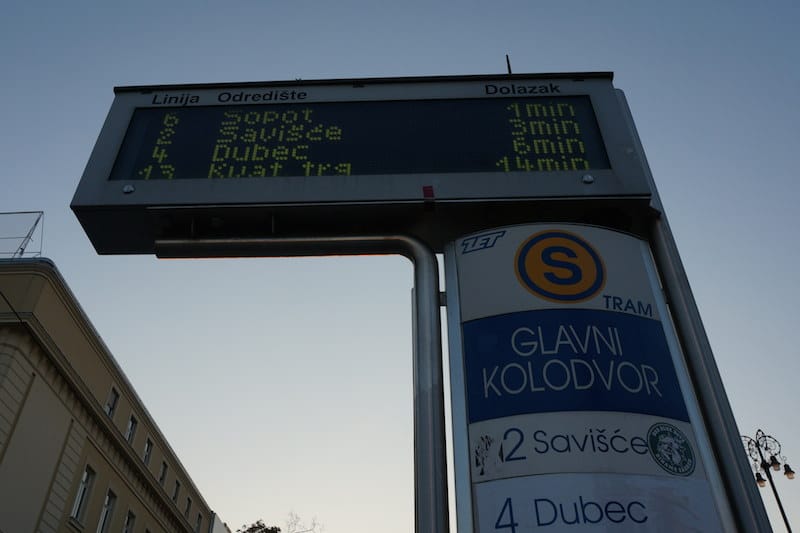 Linija Odredište Dolazak
6 Sopot 1min
2 Savišće 3min
4 Dubec 6min
13 Kvat trg 14min
ZET
S
TRAM
GLAVNI
KOLODVOR
2 Savišće
4 Dubec